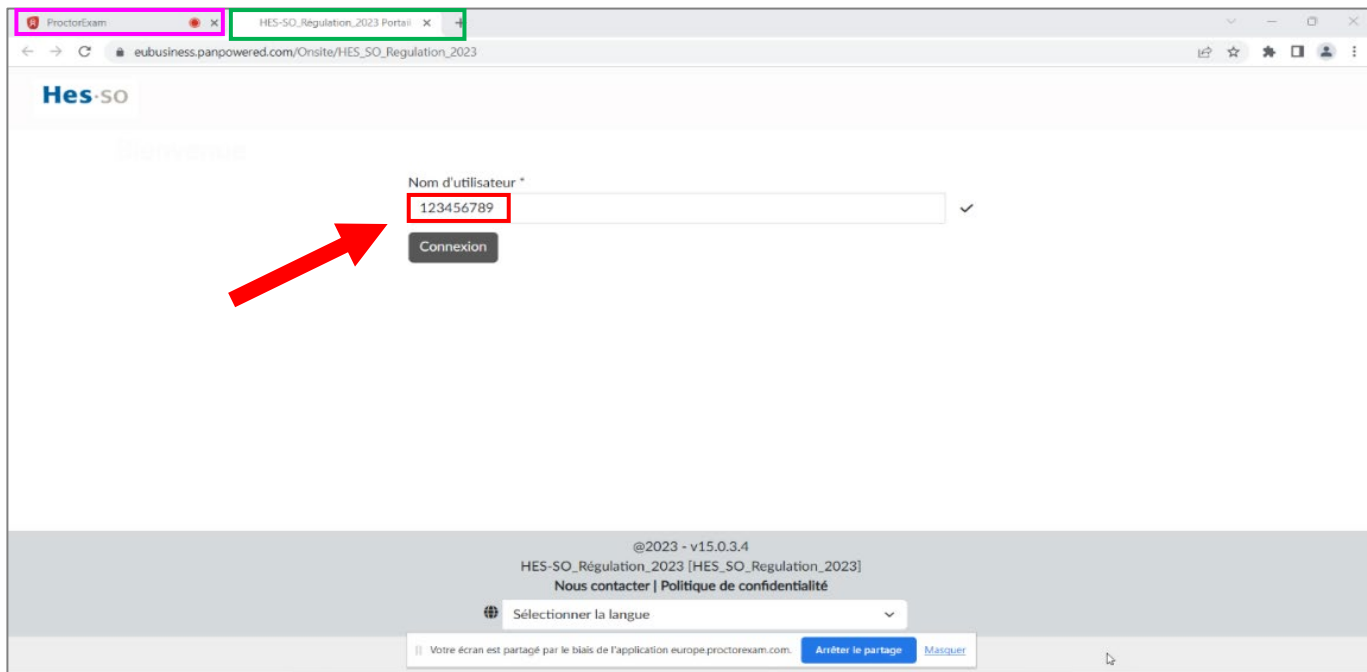 ProctorExam
HES-SO_Régulation_2023 Portail
eubusiness.panpowered.com/Onsite/HES_SO_Regulation_2023
Hes·so
Nom d'utilisateur *
123456789
Connexion
@2023 - v15.0.3.4
HES-SO_Régulation_2023 [HES_SO_Regulation_2023]
Nous contacter | Politique de confidentialité
Sélectionner la langue
Votre écran est partagé par le biais de l'application europe.proctorexam.com. Arrêter le partage Masquer